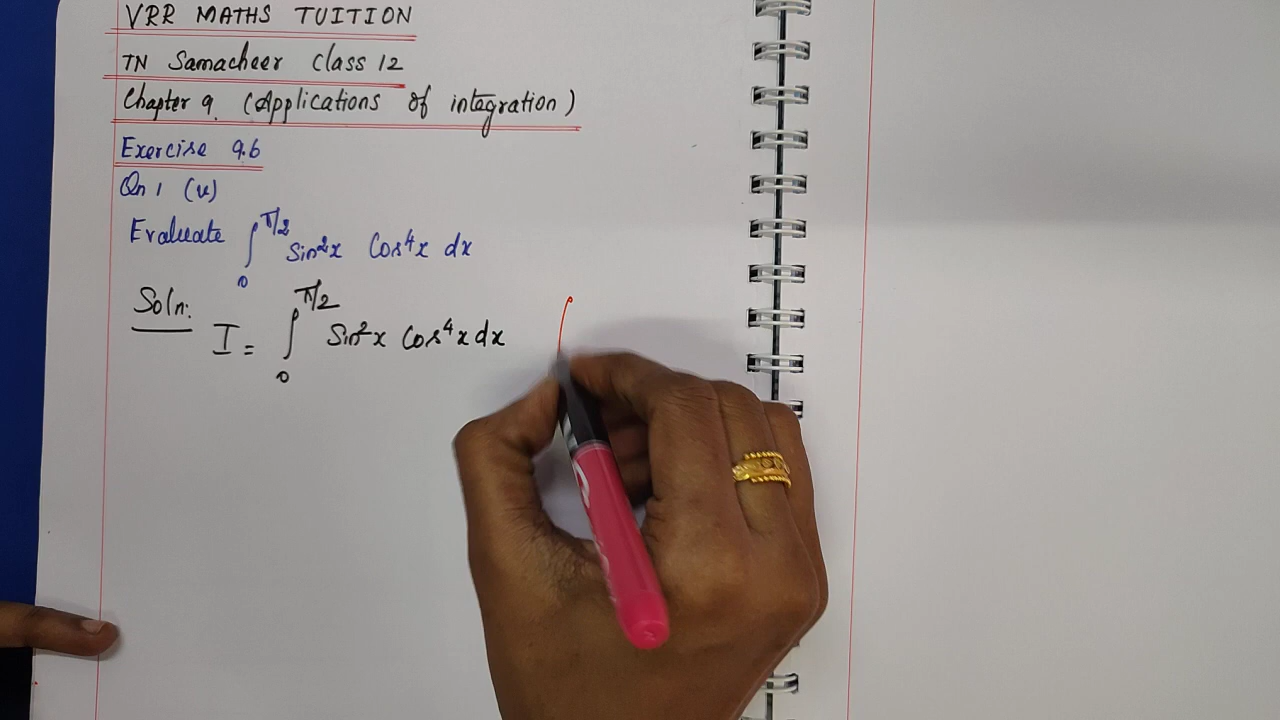 VRR MATHS TUITION
TN Samacheer Class 12
Chapter 9. (Applications of integration)
Exercise 9.6
Qn 1 (v)
Evaluate ∫₀^π/2 Sin²x Cos⁴x dx
Soln:
I = ∫₀^π/2 Sin²x Cos⁴x dx